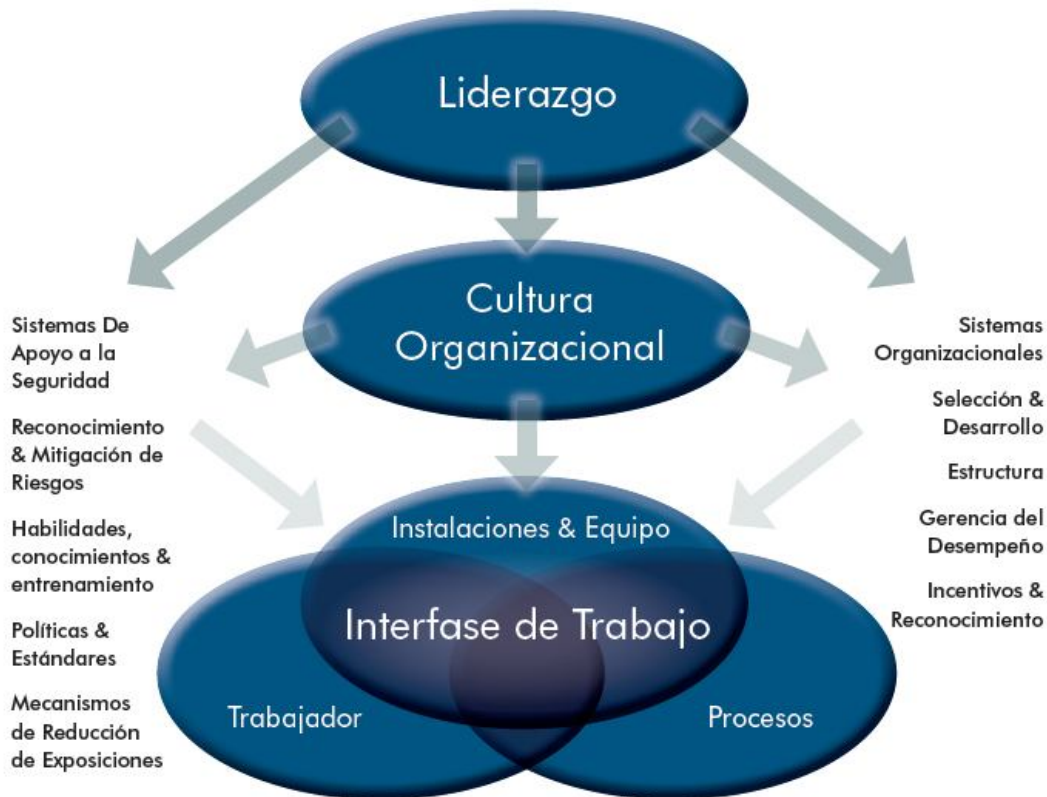 Liderazgo
Cultura
Organizacional
Sistemas De
Apoyo a la
Seguridad
Reconocimiento
& Mitigación de
Riesgos
Habilidades,
conocimientos &
entrenamiento
Políticas &
Estándares
Mecanismos
de Reducción
de Exposiciones
Sistemas
Organizacionales
Selección &
Desarrollo
Estructura
Gerencia del
Desempeño
Incentivos &
Reconocimiento
Instalaciones & Equipo
Interfase de Trabajo
Trabajador
Procesos